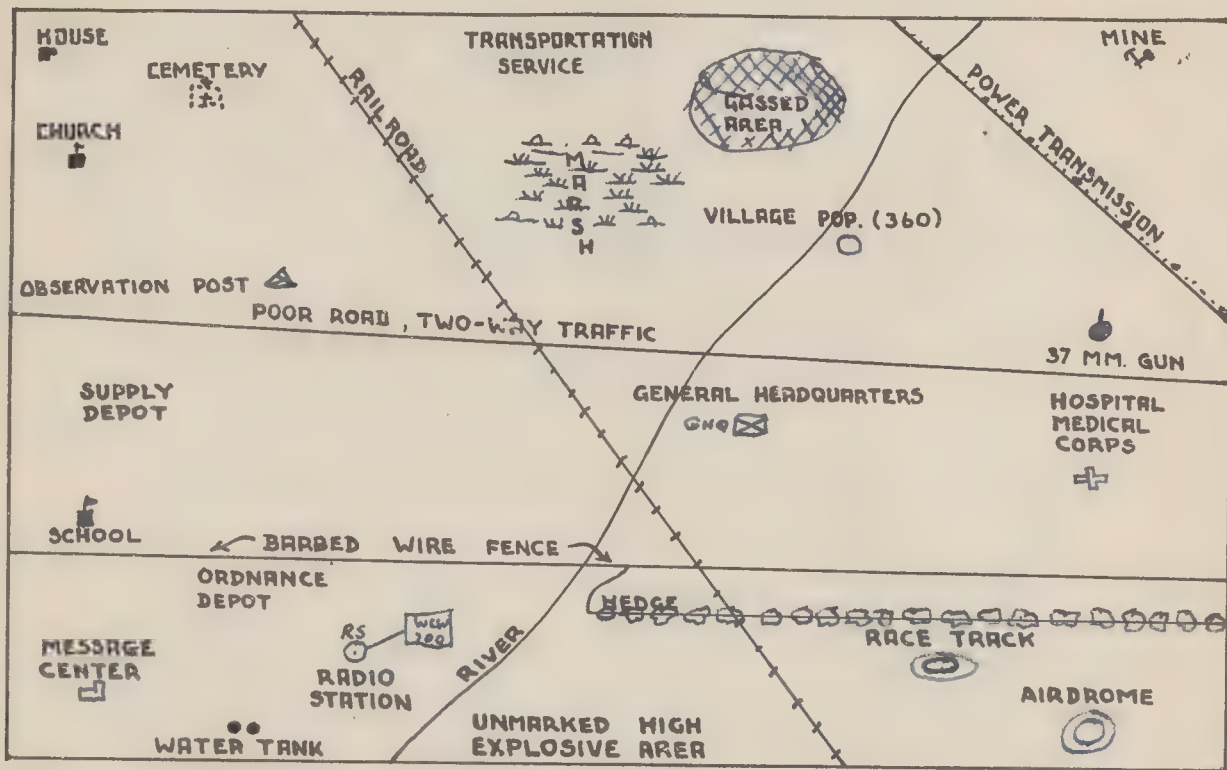 HOUSE
CEMETERY
CHURCH
RAILROAD
TRANSPORTATION
SERVICE
GASSED
AREA
MARSH
MINE
POWER TRANSMISSION
VILLAGE POP. (360)
OBSERVATION POST
POOR ROAD, TWO-WAY TRAFFIC
37 MM. GUN
SUPPLY
DEPOT
GENERAL HEADQUARTERS
GHQ
HOSPITAL
MEDICAL
CORPS
SCHOOL
BARBED WIRE FENCE
ORDNANCE
DEPOT
HEDGE
RACE TRACK
MESSAGE
CENTER
RS
200
RADIO
STATION
RIVER
AIRDROME
WATER TANK
UNMARKED HIGH
EXPLOSIVE AREA